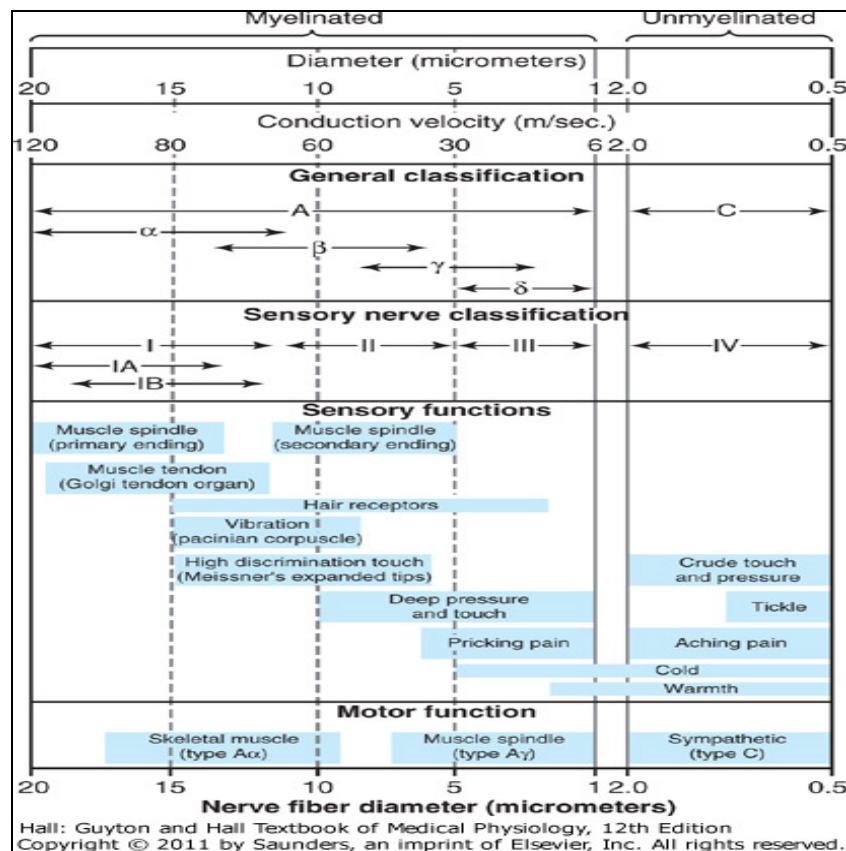 Myelinated Unmyelinated
Diameter (micrometers)
20 15 10 5 1 2.0 0.5
Conduction velocity (m/sec.)
120 80 60 30 6 2.0 0.5
General classification
A C
α
β
γ
δ
Sensory nerve classification
I II III IV
IA
IB
Sensory functions
Muscle spindle
(primary ending)
Muscle spindle
(secondary ending)
Muscle tendon
(Golgi tendon organ)
Hair receptors
Vibration
(pacinian corpuscle)
High discrimination touch
(Meissner's expanded tips)
Crude touch
and pressure
Deep pressure
and touch
Tickle
Pricking pain
Aching pain
Cold
Warmth
Motor function
Skeletal muscle
(type Aα)
Muscle spindle
(type Aγ)
Sympathetic
(type C)
20 15 10 5 1 2.0 0.5
Nerve fiber diameter (micrometers)
Hall: Guyton and Hall Textbook of Medical Physiology, 12th Edition
Copyright © 2011 by Saunders, an imprint of Elsevier, Inc. All rights reserved.